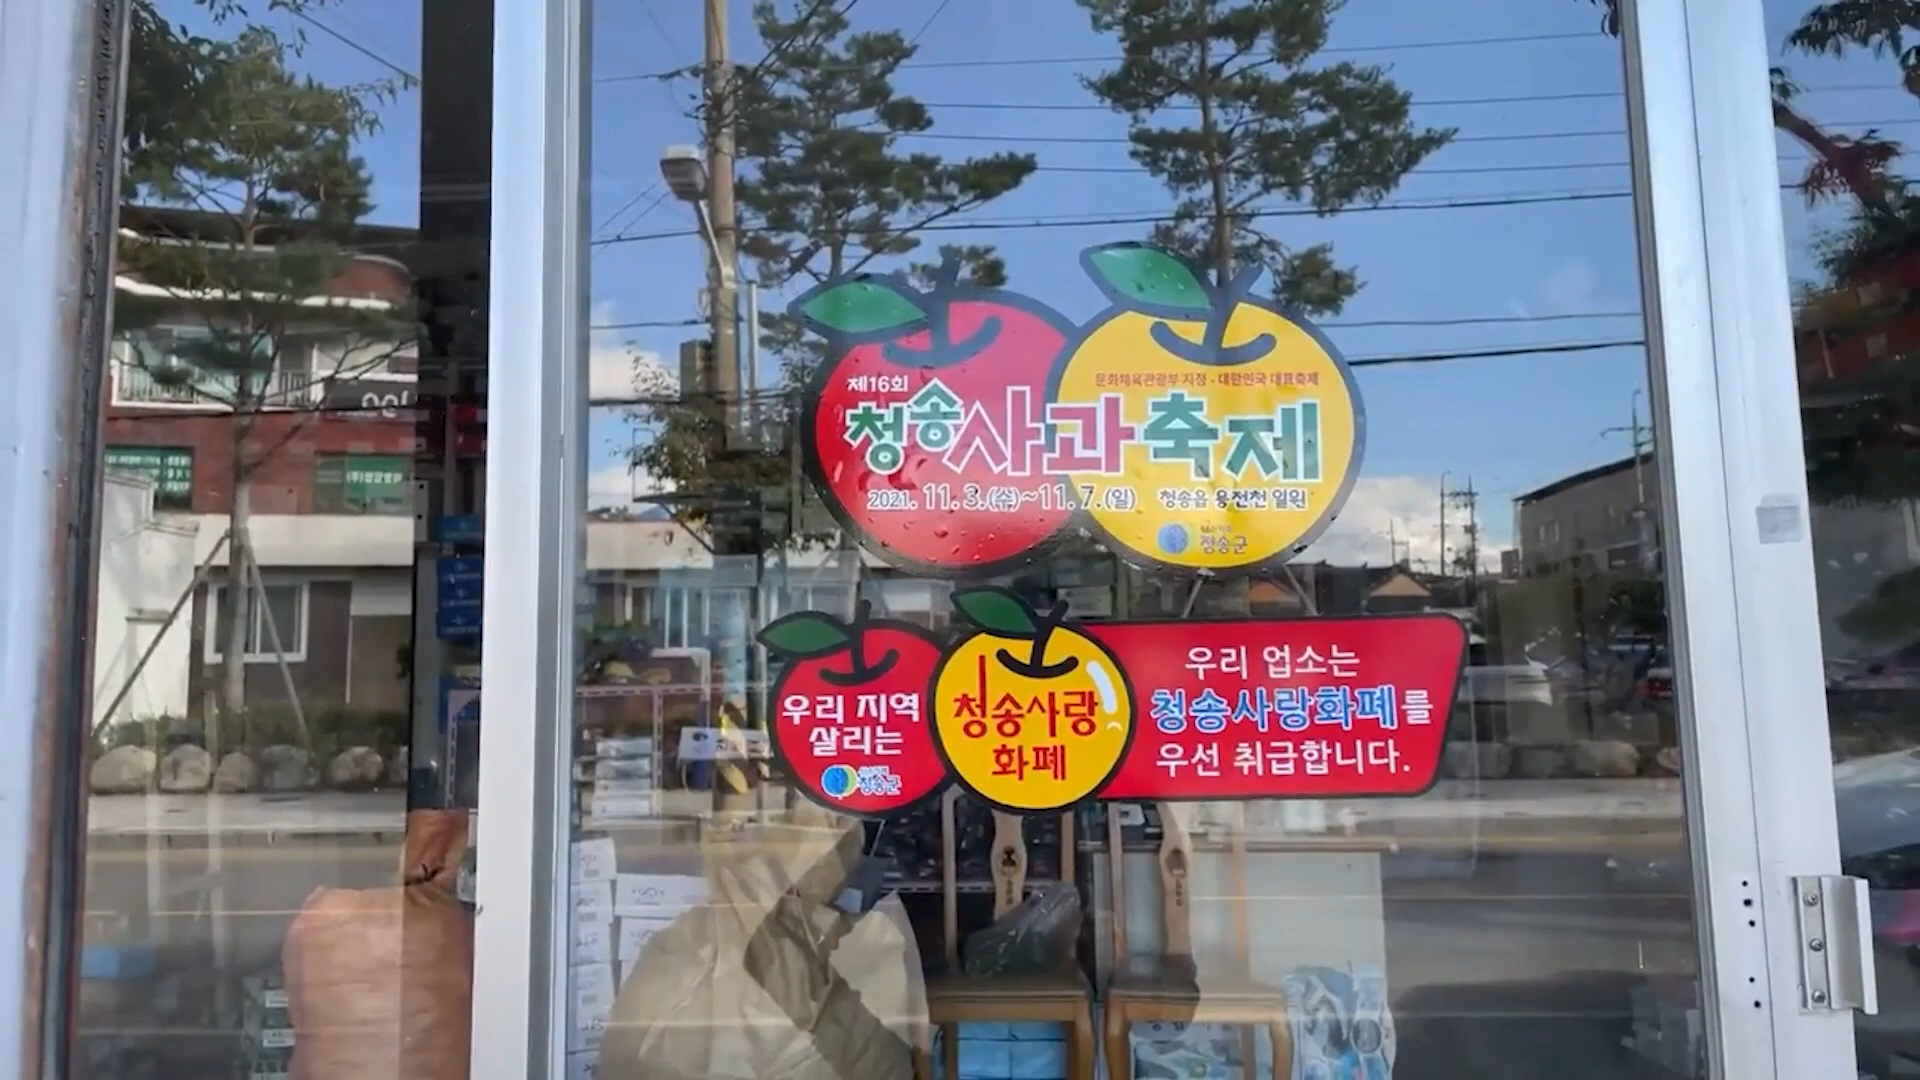 제16회
문화체육관광부 지정 - 대한민국 대표축제
청송사과축제
2021. 11. 3.(수)~11. 7.(일) 청송읍 용전천 일원
청송군
우리 지역
살리는
청송군
청송사랑
화폐
우리 업소는
청송사랑화폐를
우선 취급합니다.